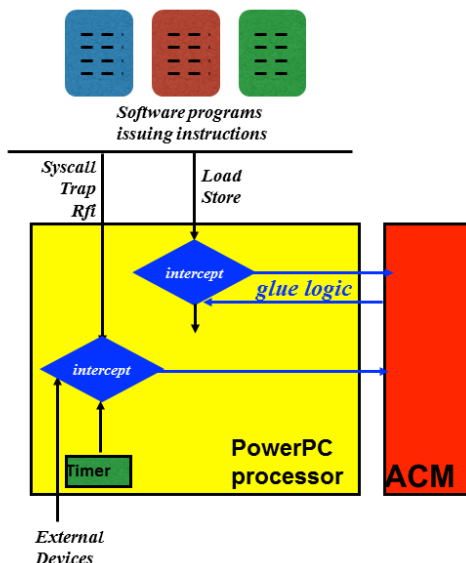 Software programs
issuing instructions
Syscall
Trap
Rfi
Load
Store
intercept
glue logic
intercept
Timer
PowerPC
processor
ACM
External
Devices